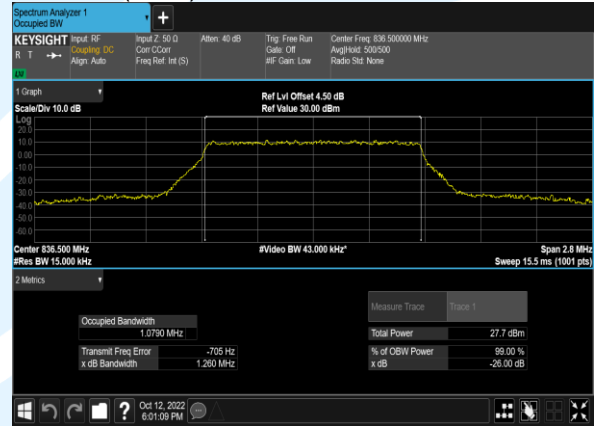 Spectrum Analyzer 1
Occupied BW
+
KEYSIGHT Input: RF Input Z: 50 Ω Atten: 40 dB Trig: Free Run Center Freq: 836.500000 MHz
R T Coupling: DC Corr CCorr Gate: Off Avg|Hold: 500/500
Align: Auto Freq Ref: Int (S) #IF Gain: Low Radio Std: None
LV
1 Graph
Ref Lvl Offset 4.50 dB
Scale/Div 10.0 dB Ref Value 30.00 dBm
Log
20.0
10.0
0.00
-10.0
-20.0
-30.0
-40.0
-50.0
-60.0
Center 836.500 MHz #Video BW 43.000 kHz* Span 2.8 MHz
#Res BW 15.000 kHz Sweep 15.5 ms (1001 pts)
2 Metrics
Measure Trace Trace 1
Occupied Bandwidth
1.0790 MHz Total Power 27.7 dBm
Transmit Freq Error -705 Hz % of OBW Power 99.00 %
x dB Bandwidth 1.260 MHz x dB -26.00 dB
? Oct 12, 2022
6:01:09 PM